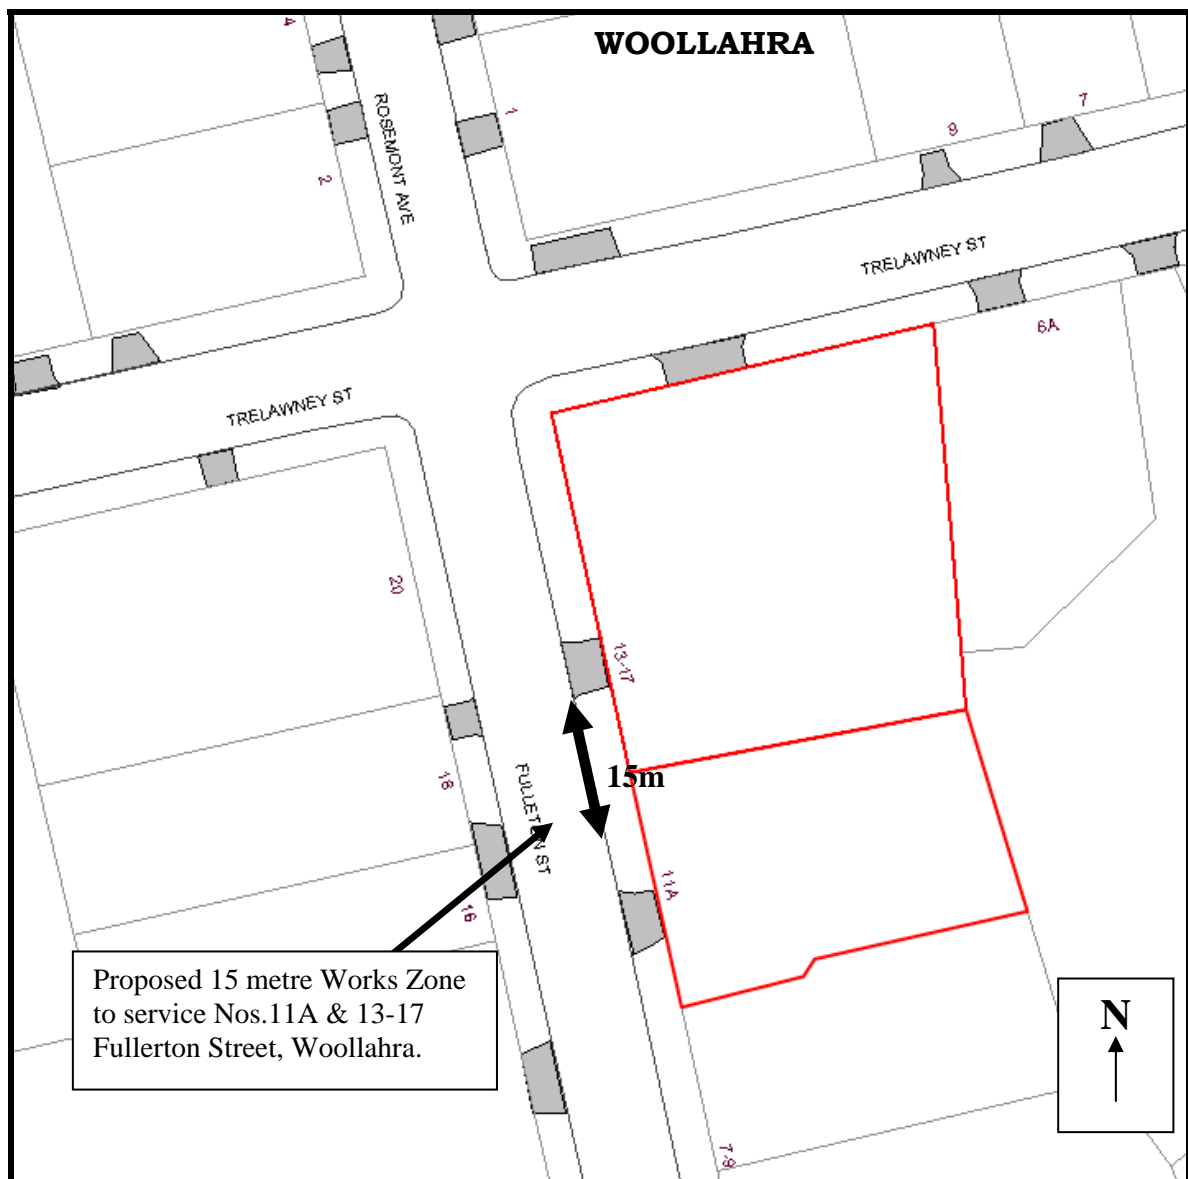 WOOLLAHRA
4
ROSEMONT AVE
1
7
9
2
TRELAWNEY ST
6A
TRELAWNEY ST
20
13-17
18
15m
FULLETON ST
11A
16
Proposed 15 metre Works Zone
to service Nos.11A & 13-17
Fullerton Street, Woollahra.
N
7-9